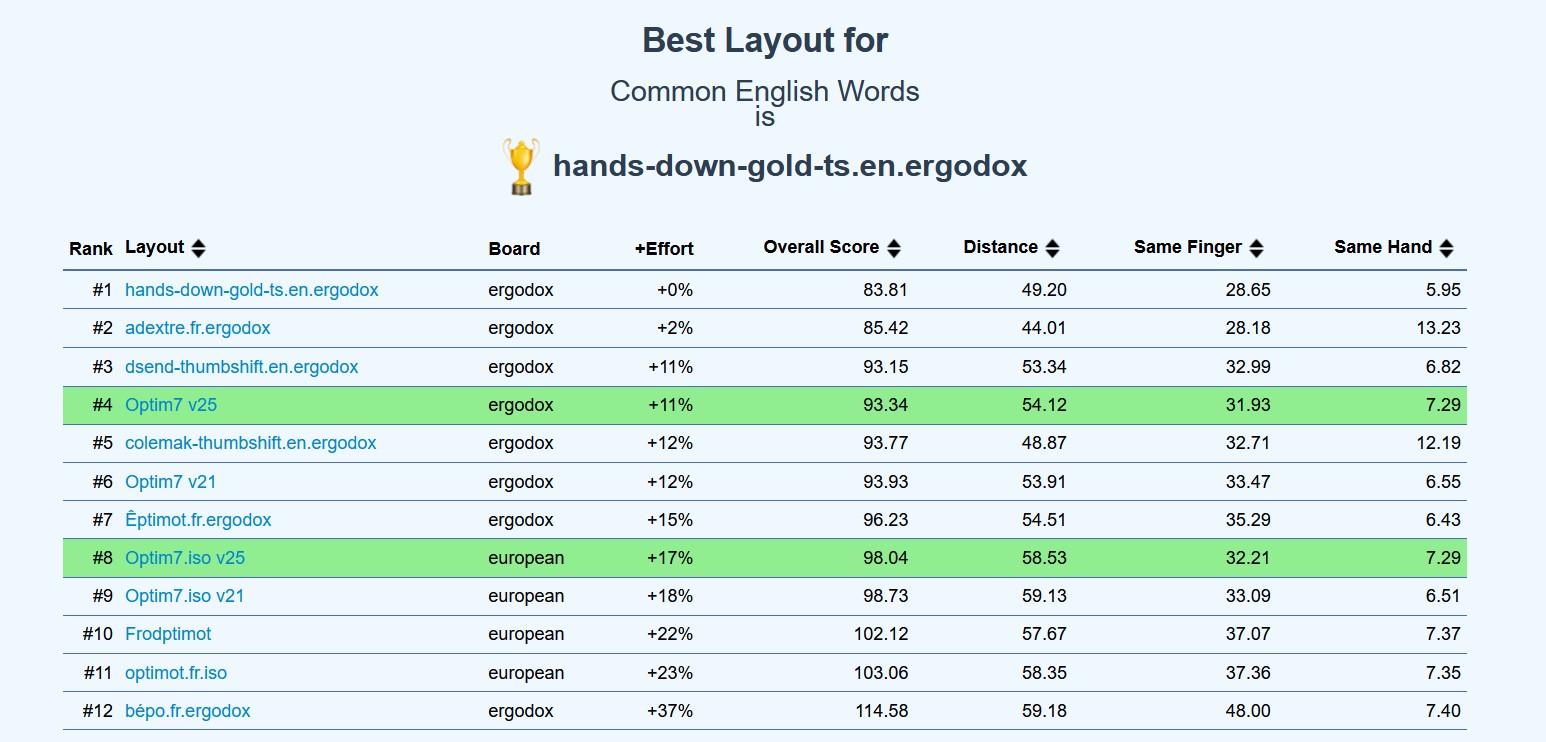 Best Layout for
Common English Words
is
hands-down-gold-ts.en.ergodox
Rank Layout Board +Effort Overall Score Distance Same Finger Same Hand
#1 hands-down-gold-ts.en.ergodox ergodox +0% 83.81 49.20 28.65 5.95
#2 adextre.fr.ergodox ergodox +2% 85.42 44.01 28.18 13.23
#3 dsend-thumbshift.en.ergodox ergodox +11% 93.15 53.34 32.99 6.82
#4 Optim7 v25 ergodox +11% 93.34 54.12 31.93 7.29
#5 colemak-thumbshift.en.ergodox ergodox +12% 93.77 48.87 32.71 12.19
#6 Optim7 v21 ergodox +12% 93.93 53.91 33.47 6.55
#7 Êptimot.fr.ergodox ergodox +15% 96.23 54.51 35.29 6.43
#8 Optim7.iso v25 european +17% 98.04 58.53 32.21 7.29
#9 Optim7.iso v21 european +18% 98.73 59.13 33.09 6.51
#10 Frodptimot european +22% 102.12 57.67 37.07 7.37
#11 optimot.fr.iso european +23% 103.06 58.35 37.36 7.35
#12 bépo.fr.ergodox ergodox +37% 114.58 59.18 48.00 7.40